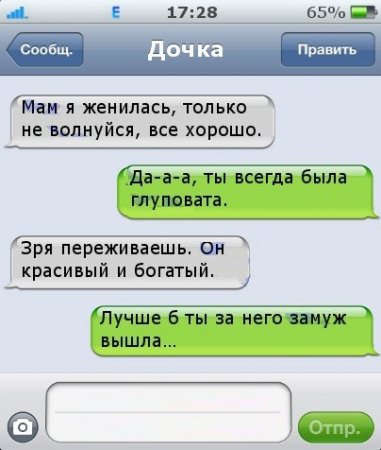 E 17:28 65%
Сообщ. Дочка Править
Мам я женилась, только
не волнуйся, все хорошо.
Да-а-а, ты всегда была
глуповата.
Зря переживаешь. Он
красивый и богатый.
Лучше б ты за него замуж
вышла...
Отпр.